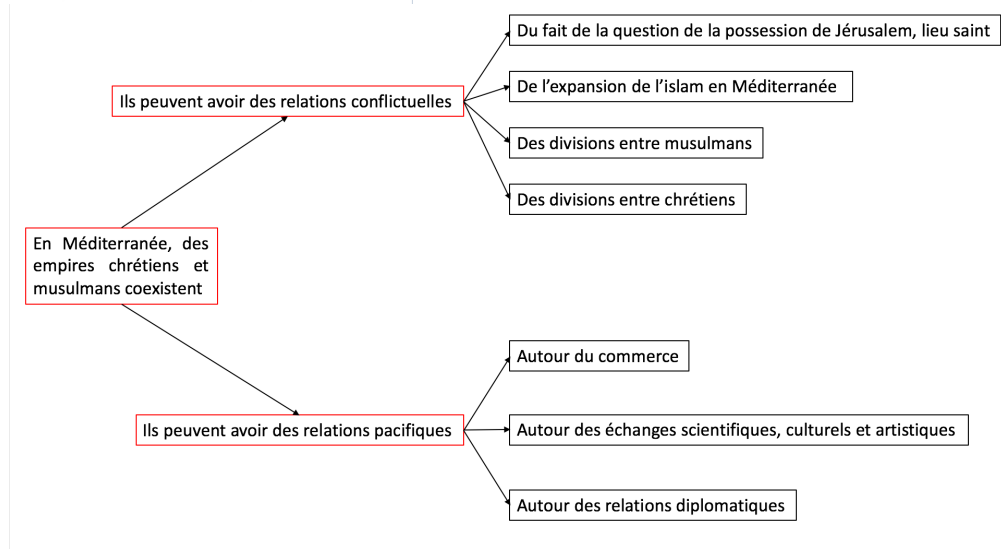 Du fait de la question de la possession de Jérusalem, lieu saint
De l’expansion de l’islam en Méditerranée
Ils peuvent avoir des relations conflictuelles
Des divisions entre musulmans
Des divisions entre chrétiens
En Méditerranée, des
empires chrétiens et
musulmans coexistent
Autour du commerce
Ils peuvent avoir des relations pacifiques
Autour des échanges scientifiques, culturels et artistiques
Autour des relations diplomatiques